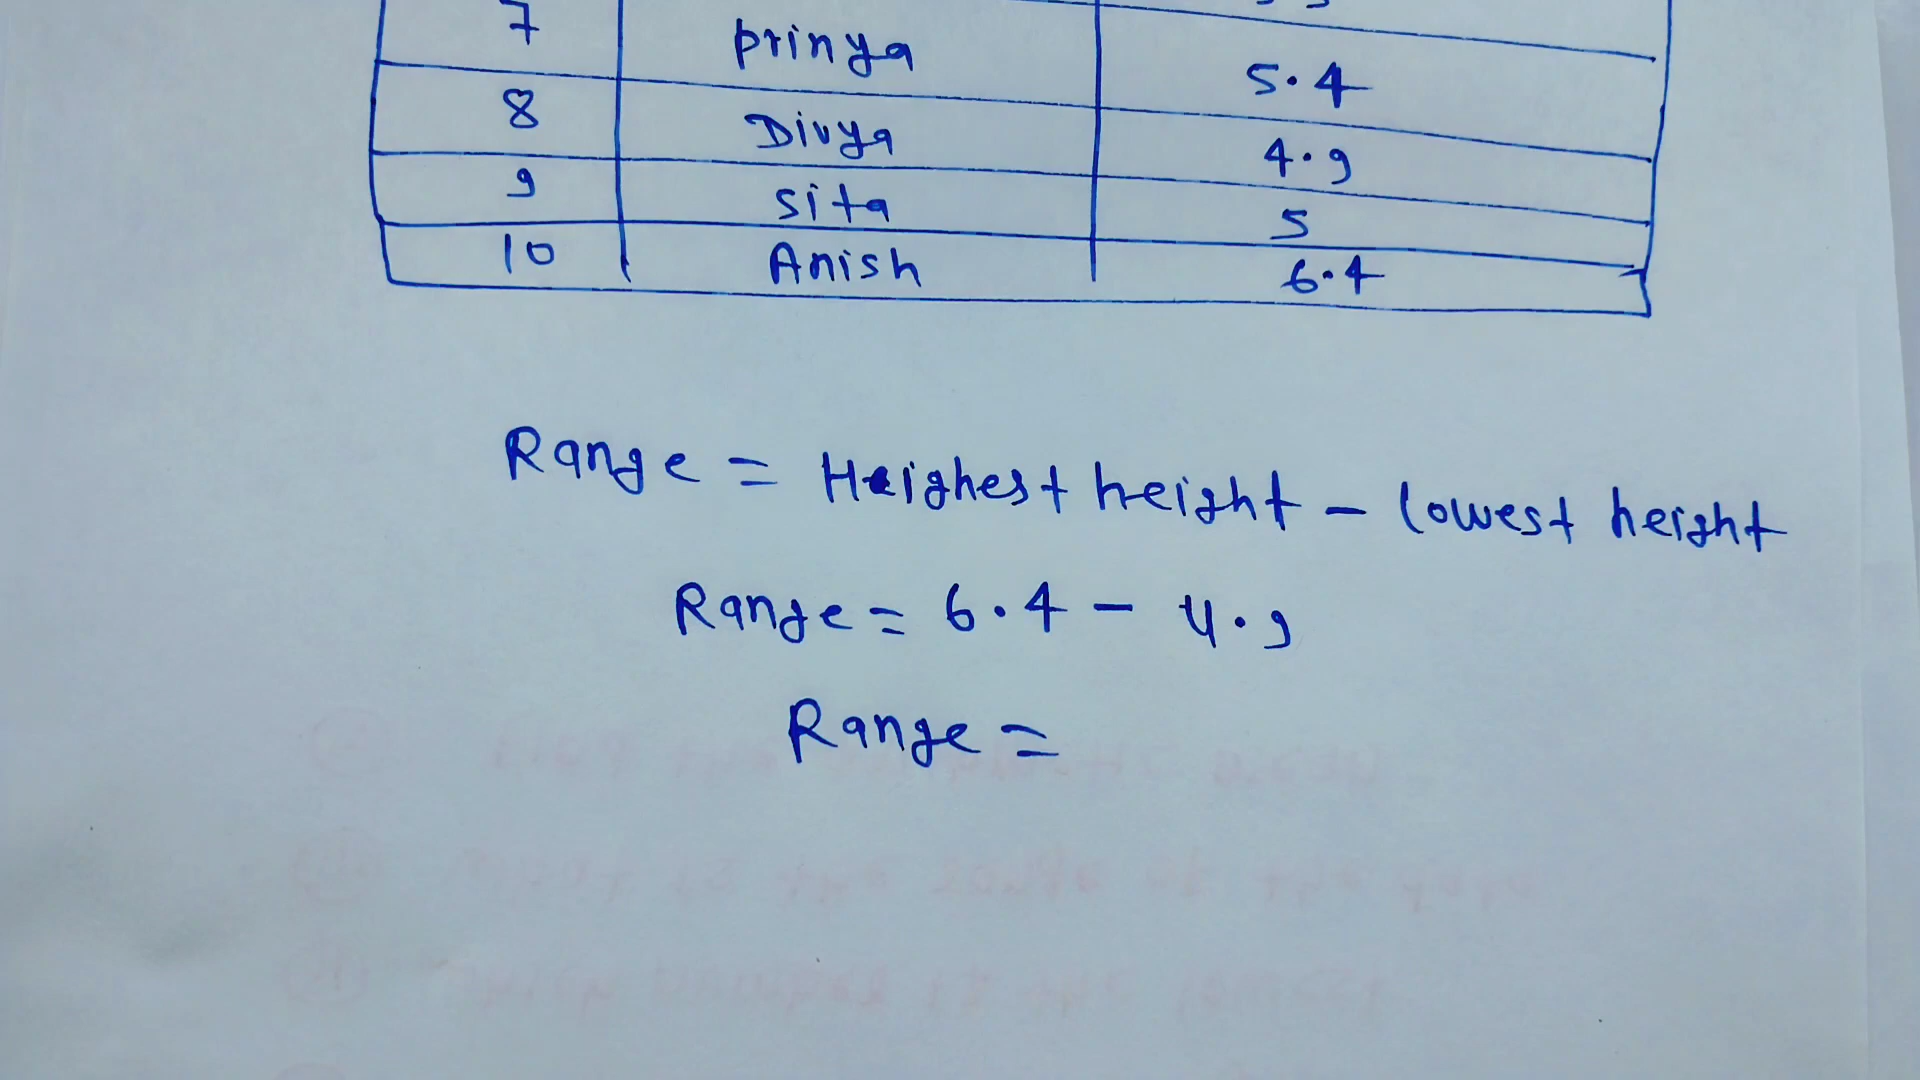 7 prinya 5.4
8 Divya 4.9
9 sita 5
10 Anish 6.4
Range = Heighest height - lowest height
Range = 6.4 - 4.9
Range =